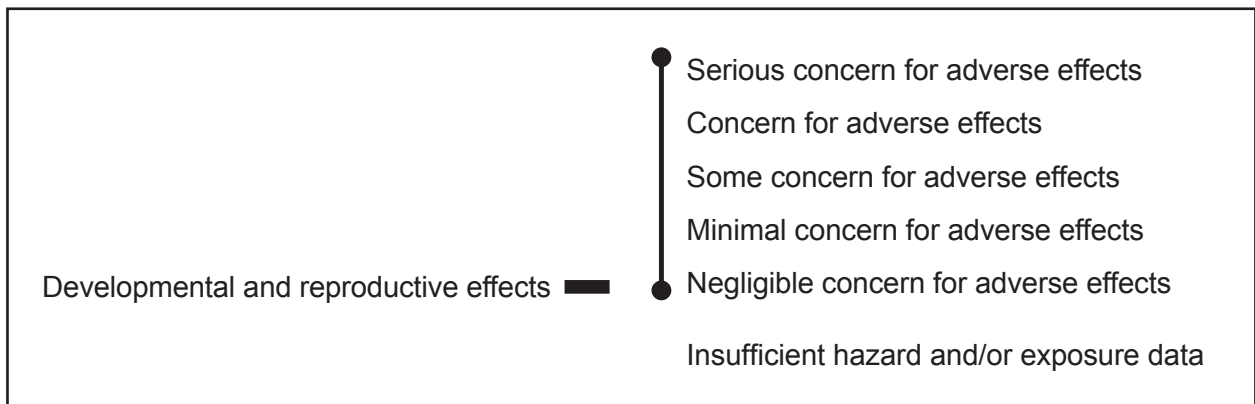 Serious concern for adverse effects
Concern for adverse effects
Some concern for adverse effects
Minimal concern for adverse effects
Developmental and reproductive effects
Negligible concern for adverse effects
Insufficient hazard and/or exposure data